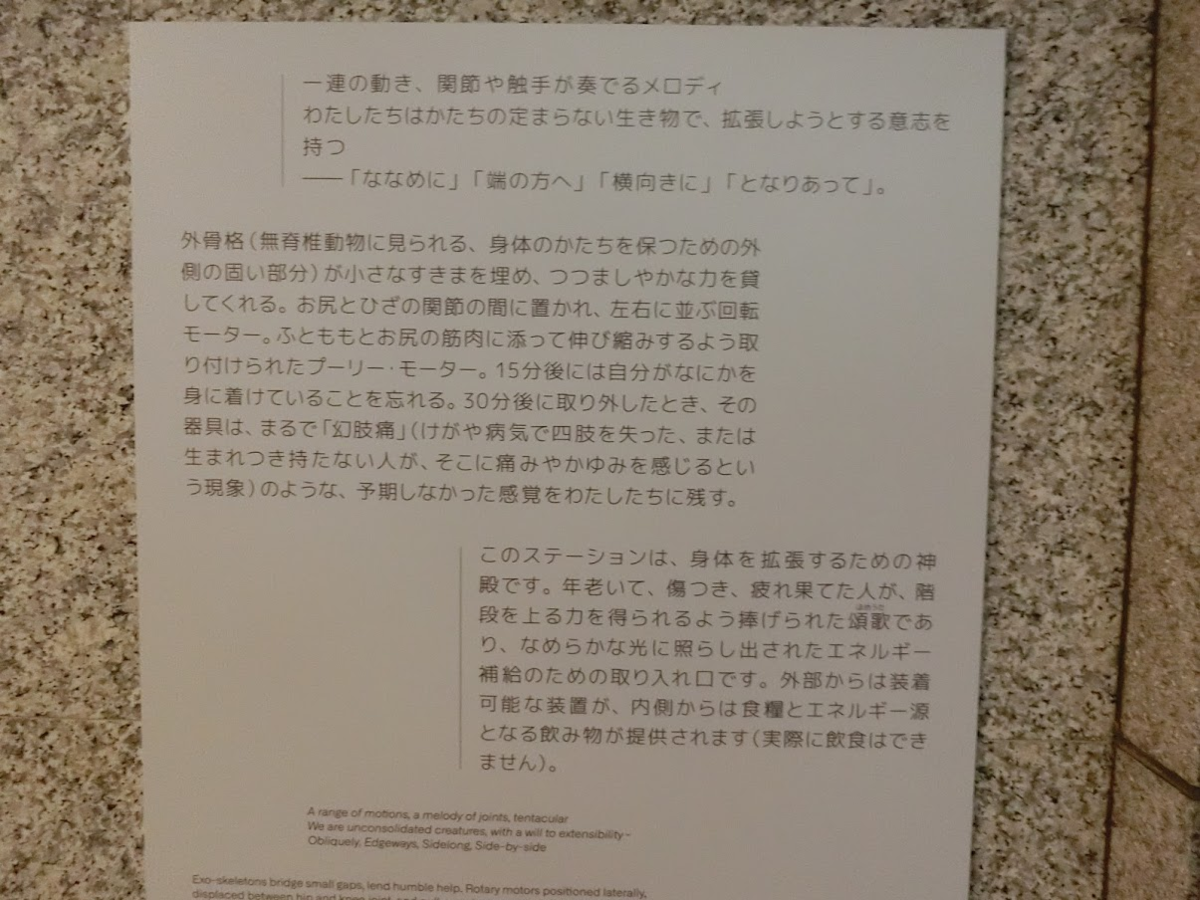 一連の動き、関節や触手が奏でるメロディ
わたしたちはかたちの定まらない生き物で、拡張しようとする意志を
持つ
――「ななめに」「端の方へ」「横向きに」「となりあって」。
外骨格（無脊椎動物に見られる、身体のかたちを保つための外
側の固い部分）が小さなすきまを埋め、つつましやかな力を貸
してくれる。お尻とひざの関節の間に置かれ、左右に並ぶ回転
モーター。ふとももとお尻の筋肉に添って伸び縮みするよう取
り付けられたプーリー・モーター。15分後には自分がなにかを
身に着けていることを忘れる。30分後に取り外したとき、その
器具は、まるで「幻肢痛」（けがや病気で四肢を失った、または
生まれつき持たない人が、そこに痛みやかゆみを感じるとい
う現象）のような、予期しなかった感覚をわたしたちに残す。
このステーションは、身体を拡張するための神
殿です。年老いて、傷つき、疲れ果てた人が、階
段を上る力を得られるよう捧げられた頌歌であ
り、なめらかな光に照らし出されたエネルギー
補給のための取り入れ口です。外部からは装着
可能な装置が、内側からは食糧とエネルギー源
となる飲み物が提供されます（実際に飲食はでき
ません）。
A range of motions, a melody of joints, tentacular
We are unconsolidated creatures, with a will to extensibility –
Obliquely, Edgeways, Sidelong, Side-by-side
Exo-skeletons bridge small gaps, lend humble help. Rotary motors positioned laterally,
displaced between hip and knee